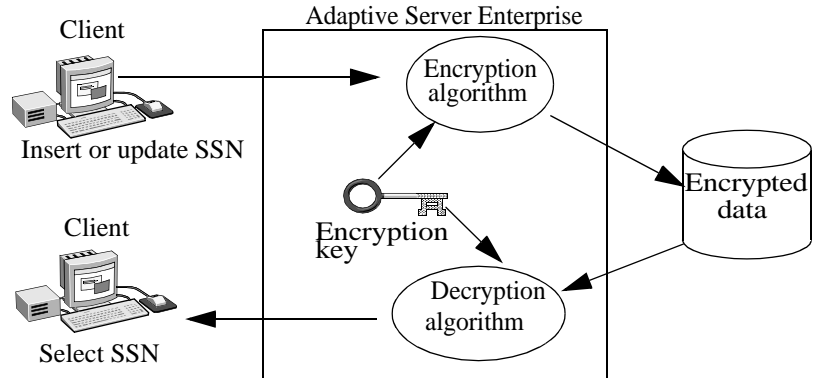 Adaptive Server Enterprise
Client
Insert or update SSN
Encryption
algorithm
Encryption
key
Encrypted
data
Client
Select SSN
Decryption
algorithm